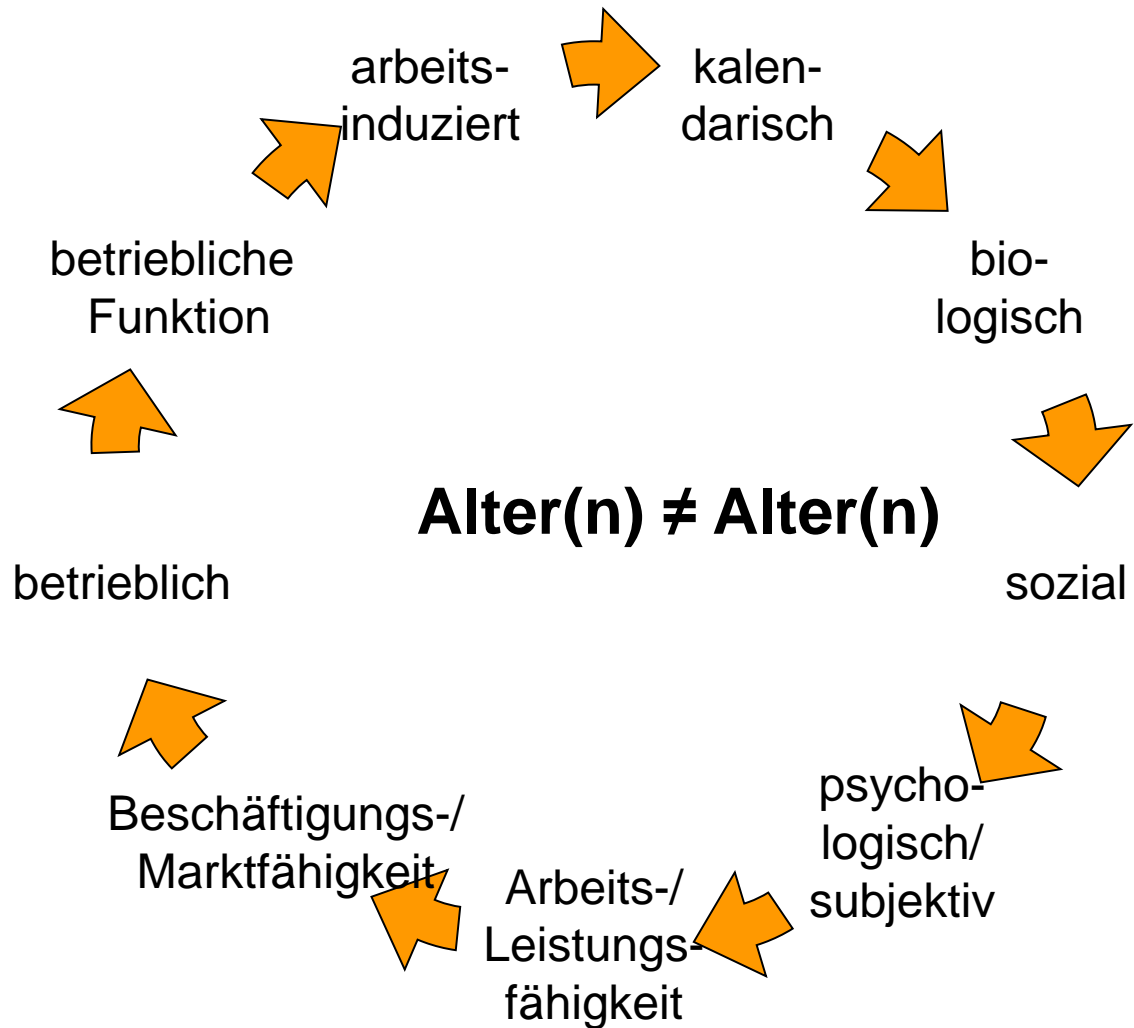 arbeits-
induziert
kalen-
darisch
betriebliche
Funktion
bio-
logisch
Alter(n) ≠ Alter(n)
betrieblich
sozial
Beschäftigungs-/
Marktfähigkeit
psycho-
logisch/
subjektiv
Arbeits-/
Leistungs-
fähigkeit